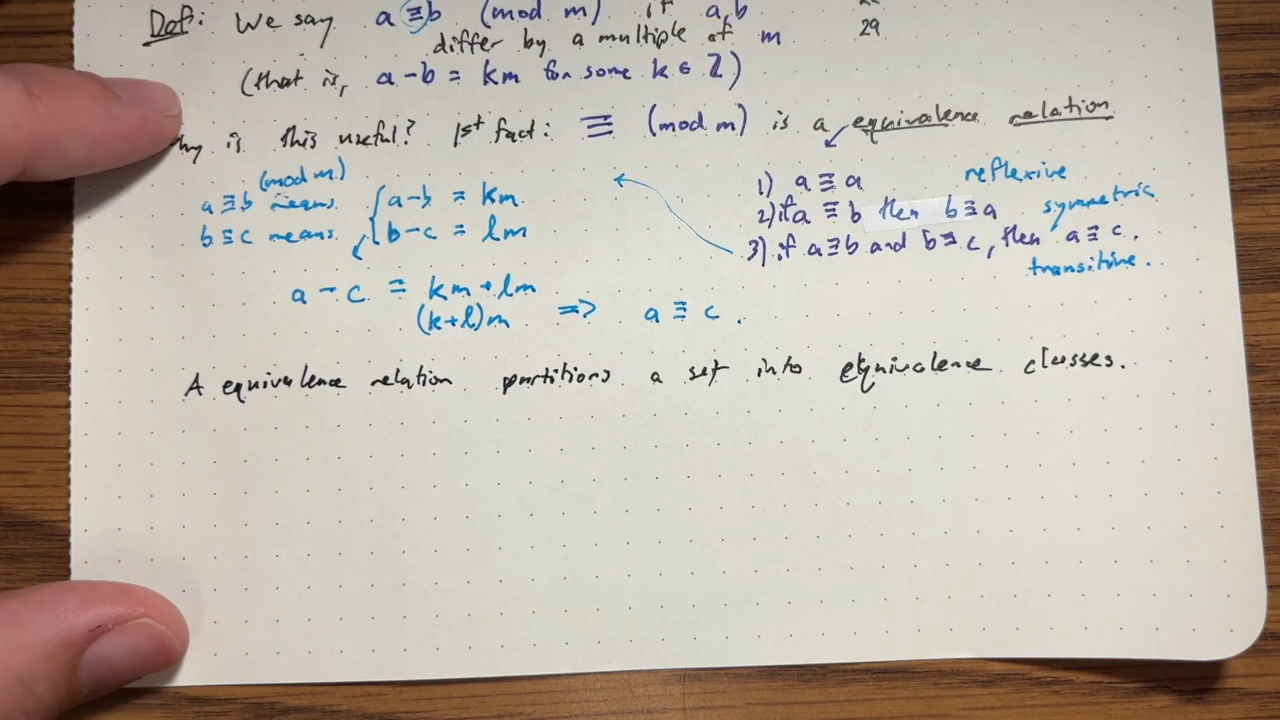 Def: We say a ≡ b (mod m) if a, b
29
differ by a multiple of m
(that is, a - b = km for some k ∈ ℤ)
is this useful? 1st fact: ≡ (mod m) is a equivalence relation
(mod m)
a ≡ b means a - b = km
b ≡ c means b - c = lm
1) a ≡ a reflexive
2) if a ≡ b then b ≡ a symmetric
3) if a ≡ b and b ≡ c, then a ≡ c.
transitive.
a - c = km + lm
(k+l)m => a ≡ c.
A equivalence relation partitions a set into equivalence classes.